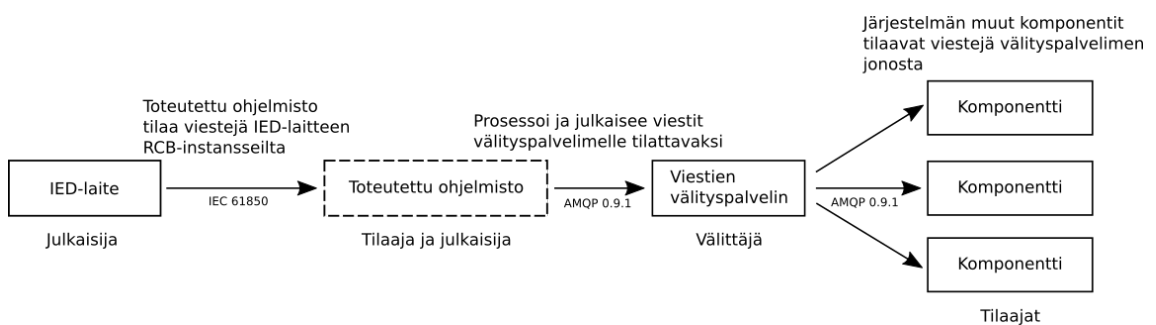 Järjestelmän muut komponentit
tilaavat viestejä välityspalvelimen
jonosta
Toteutettu ohjelmisto
tilaa viestejä IED-laitteen
RCB-instansseilta
Prosessoi ja julkaisee viestit
välityspalvelimelle tilattavaksi
IED-laite
IEC 61850
Toteutettu ohjelmisto
AMQP 0.9.1
Viestien
välityspalvelin
AMQP 0.9.1
Komponentti
Komponentti
Komponentti
Julkaisija
Tilaaja ja julkaisija
Välittäjä
Tilaajat